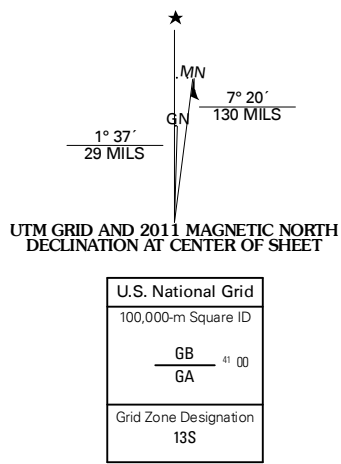 ★
MN
7° 20´
130 MILS
GN
1° 37´
29 MILS
UTM GRID AND 2011 MAGNETIC NORTH
DECLINATION AT CENTER OF SHEET
U.S. National Grid
100,000-m Square ID
GB
41 00
GA
Grid Zone Designation
13S